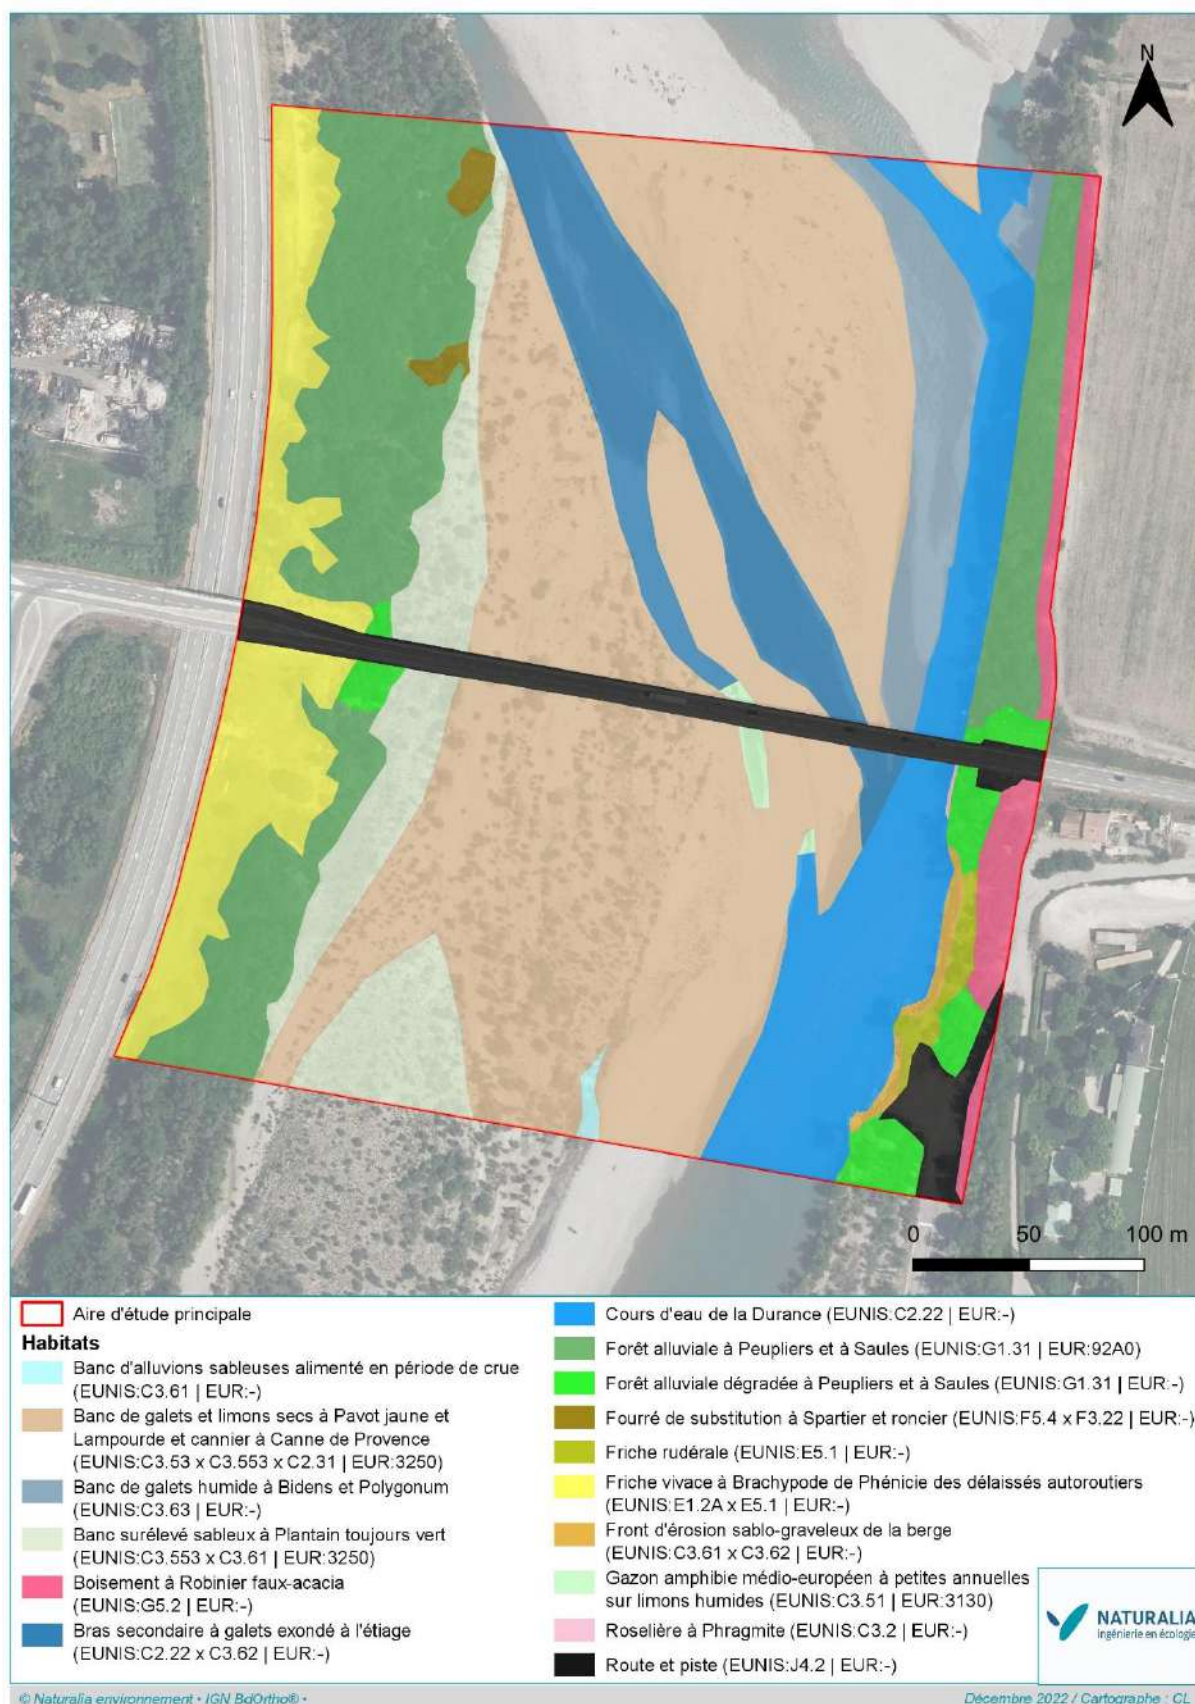 N
0 50 100 m
Aire d'étude principale
Habitats
Banc d'alluvions sableuses alimenté en période de crue
(EUNIS:C3.61 | EUR:-)
Banc de galets et limons secs à Pavot jaune et
Lampourde et cannier à Canne de Provence
(EUNIS:C3.53 x C3.553 x C2.31 | EUR:3250)
Banc de galets humide à Bidens et Polygonum
(EUNIS:C3.63 | EUR:-)
Banc surélevé sableux à Plantain toujours vert
(EUNIS:C3.553 x C3.61 | EUR:3250)
Boisement à Robinier faux-acacia
(EUNIS:G5.2 | EUR:-)
Bras secondaire à galets exondé à l'étiage
(EUNIS:C2.22 x C3.62 | EUR:-)
Cours d'eau de la Durance (EUNIS:C2.22 | EUR:-)
Forêt alluviale à Peupliers et à Saules (EUNIS:G1.31 | EUR:92A0)
Forêt alluviale dégradée à Peupliers et à Saules (EUNIS:G1.31 | EUR:-)
Fourré de substitution à Spartier et roncier (EUNIS:F5.4 x F3.22 | EUR:-)
Friche rudérale (EUNIS:E5.1 | EUR:-)
Friche vivace à Brachypode de Phénicie des délaissés autoroutiers
(EUNIS:E1.2A x E5.1 | EUR:-)
Front d'érosion sablo-graveleux de la berge
(EUNIS:C3.61 x C3.62 | EUR:-)
Gazon amphibie médio-européen à petites annuelles
sur limons humides (EUNIS:C3.51 | EUR:3130)
Roselière à Phragmite (EUNIS:C3.2 | EUR:-)
Route et piste (EUNIS:J4.2 | EUR:-)
NATURALIA
Ingénierie en écologie
© Naturalia environnement • IGN BdOrtho® •
Décembre 2022 / Cartographe : CL